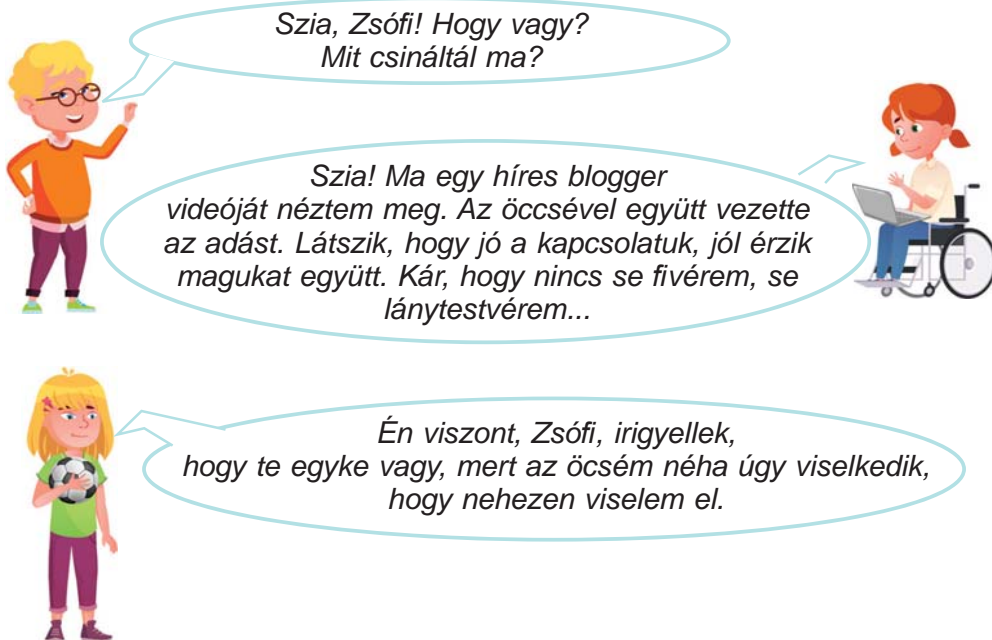 Szia, Zsófi! Hogy vagy?
Mit csináltál ma?
Szia! Ma egy híres blogger
videóját néztem meg. Az öccsével együtt vezette
az adást. Látszik, hogy jó a kapcsolatuk, jól érzik
magukat együtt. Kár, hogy nincs se fivérem, se
lánytestvérem...
Én viszont, Zsófi, irigyellek,
hogy te egyke vagy, mert az öcsém néha úgy viselkedik,
hogy nehezen viselem el.